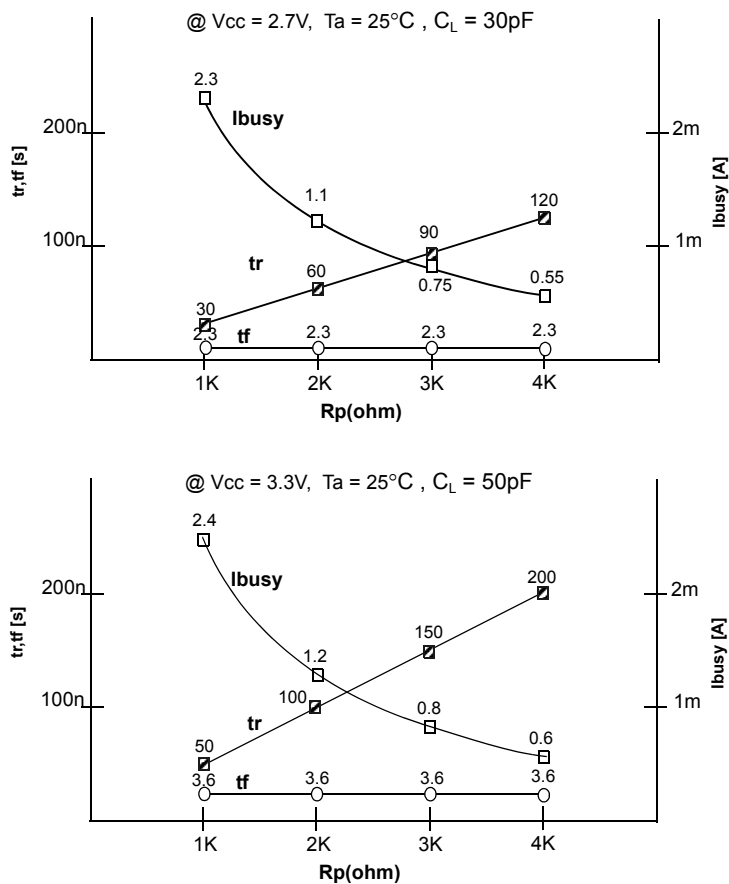 @ Vcc = 2.7V, Ta = 25°C , CL = 30pF
2.3
Ibusy
200n
2m
tr,tf [s]
Ibusy [A]
1.1
120
90
100n
1m
tr
60
0.75
0.55
30
2.3
tf
2.3
2.3
2.3
1K
2K
3K
4K
Rp(ohm)
@ Vcc = 3.3V, Ta = 25°C , CL = 50pF
2.4
Ibusy
200
200n
2m
tr,tf [s]
Ibusy [A]
150
1.2
100
0.8
100n
1m
tr
50
0.6
3.6
tf
3.6
3.6
3.6
1K
2K
3K
4K
Rp(ohm)